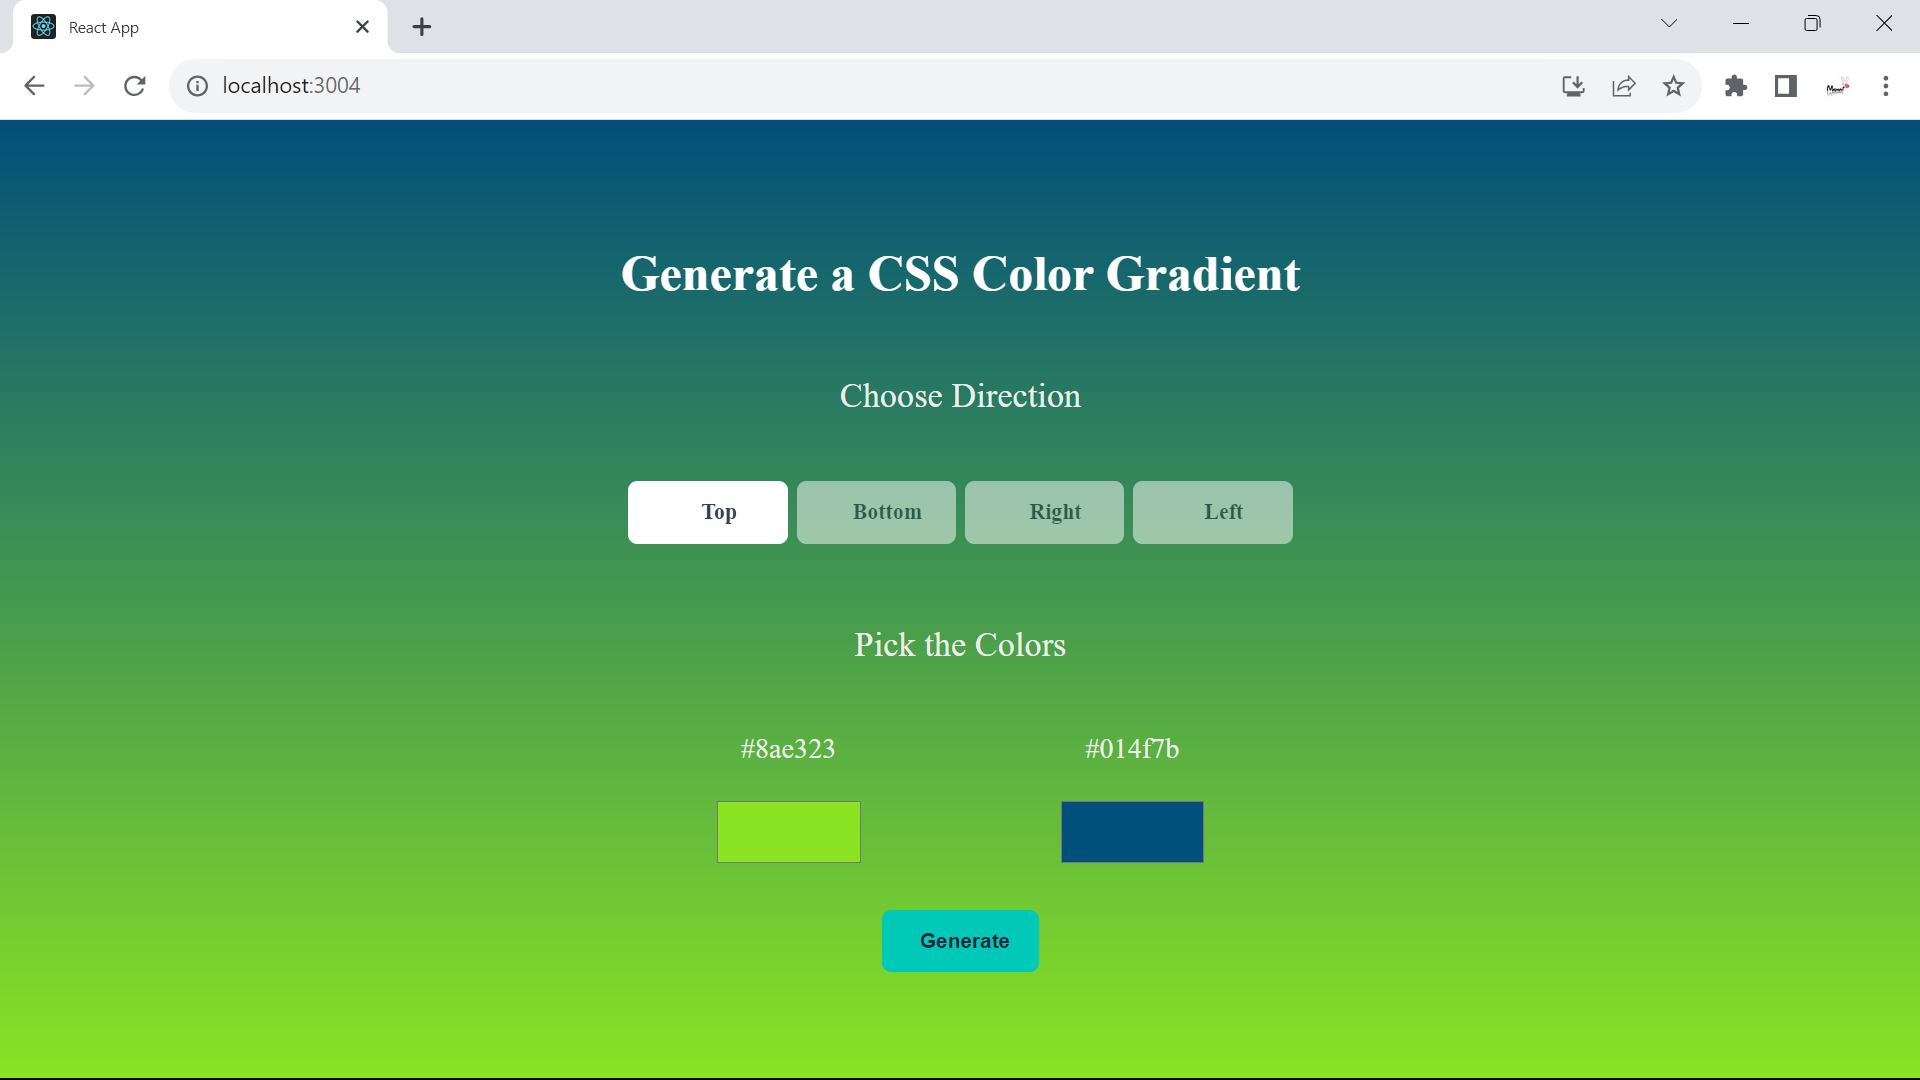 React App
localhost:3004
Generate a CSS Color Gradient
Choose Direction
Top Bottom Right Left
Pick the Colors
#8ae323 #014f7b
Generate